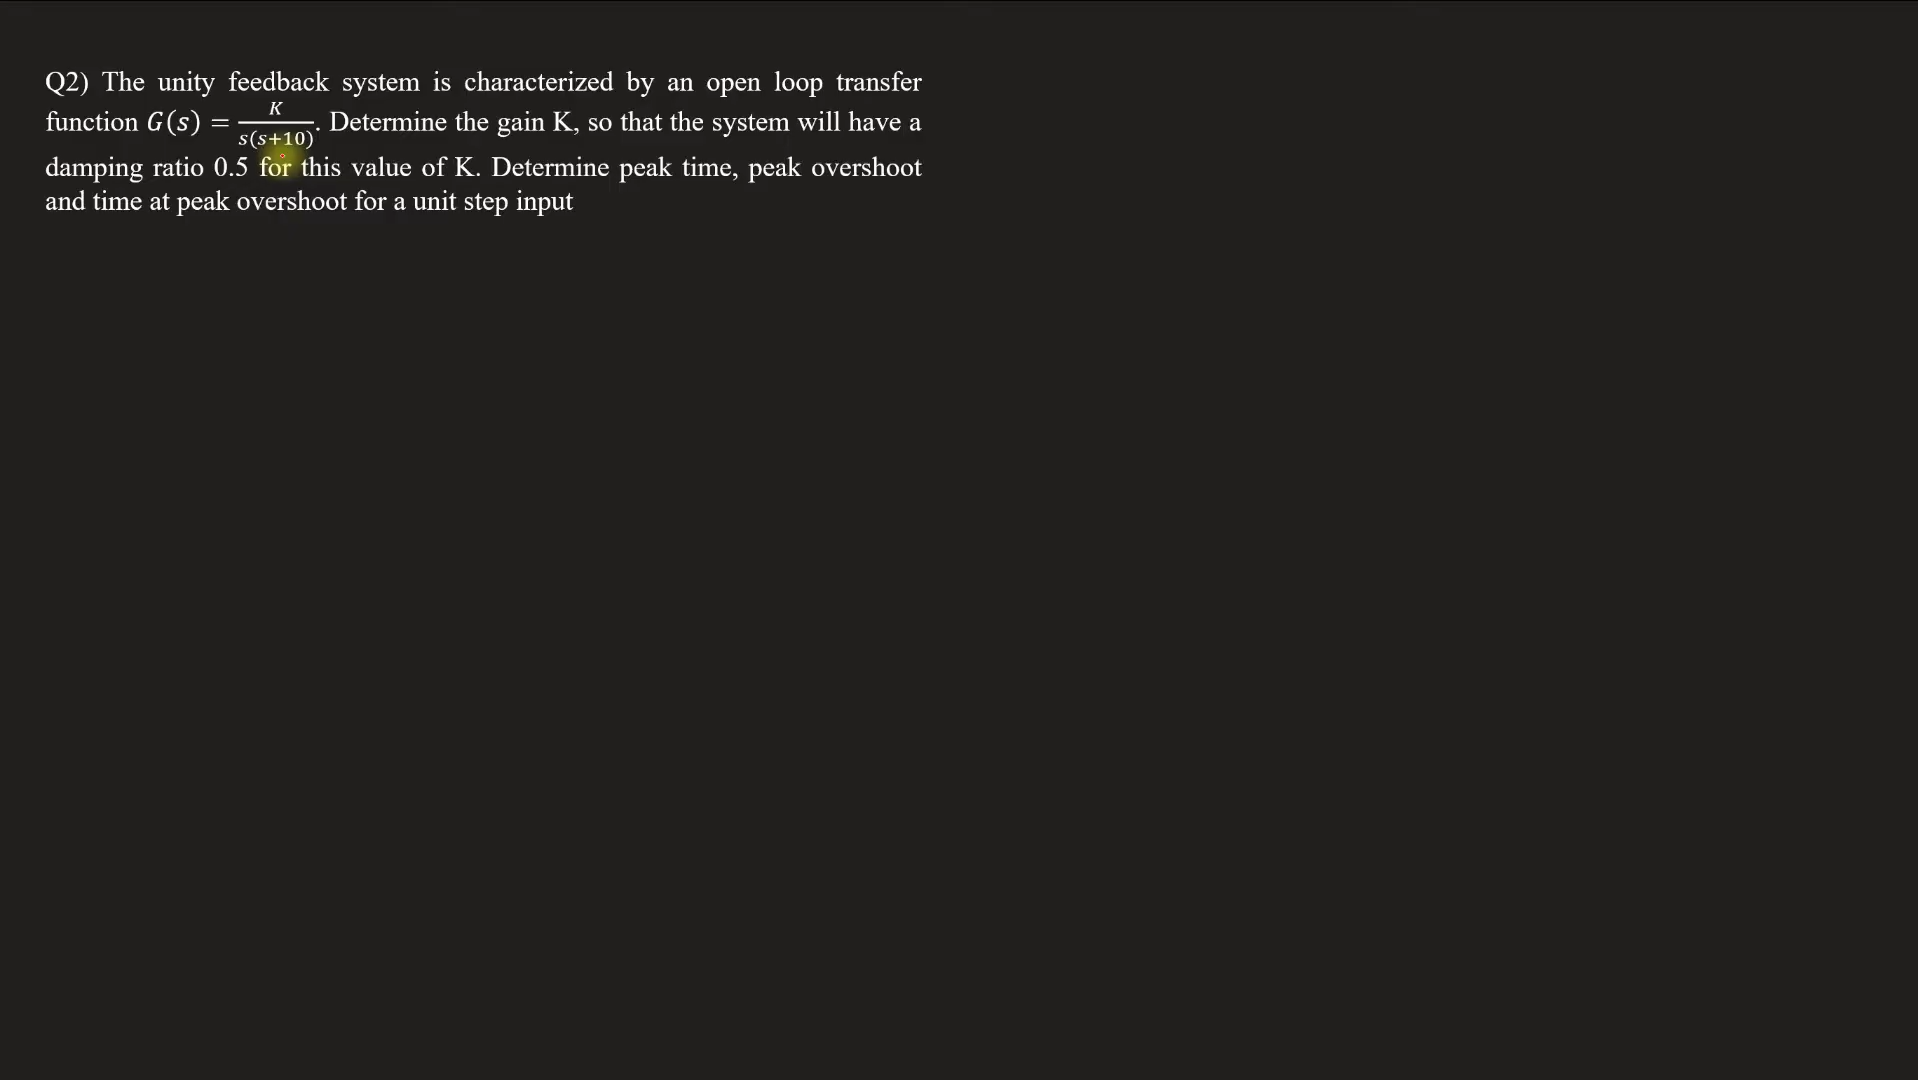 Q2) The unity feedback system is characterized by an open loop transfer
function G(s) = K/s(s+10). Determine the gain K, so that the system will have a
damping ratio 0.5 for this value of K. Determine peak time, peak overshoot
and time at peak overshoot for a unit step input